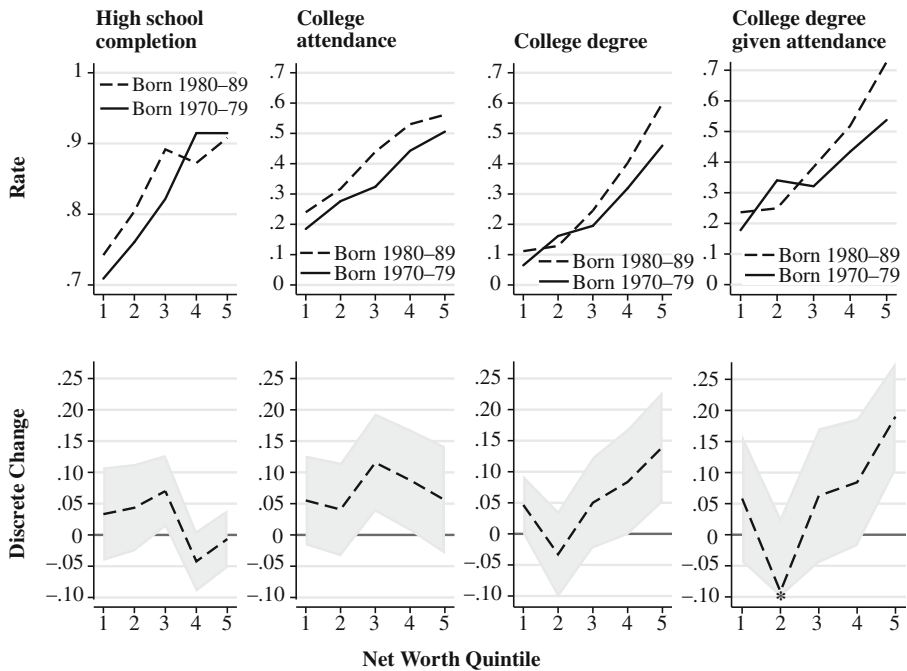 High school
completion
College
attendance
College degree
College degree
given attendance
Rate
1
.9
.8
.7
Born 1980–89
Born 1970–79
1 2 3 4 5
.7
.6
.5
.4
.3
.2
.1
0
Born 1980–89
Born 1970–79
1 2 3 4 5
.7
.6
.5
.4
.3
.2
.1
0
Born 1980–89
Born 1970–79
1 2 3 4 5
.7
.6
.5
.4
.3
.2
.1
0
Born 1980–89
Born 1970–79
1 2 3 4 5
Discrete Change
.25
.20
.15
.10
.05
0
–.05
–.10
1 2 3 4 5
.25
.20
.15
.10
.05
0
–.05
–.10
1 2 3 4 5
.25
.20
.15
.10
.05
0
–.05
–.10
1 2 3 4 5
.25
.20
.15
.10
.05
0
–.05
–.10
*
1 2 3 4 5
Net Worth Quintile